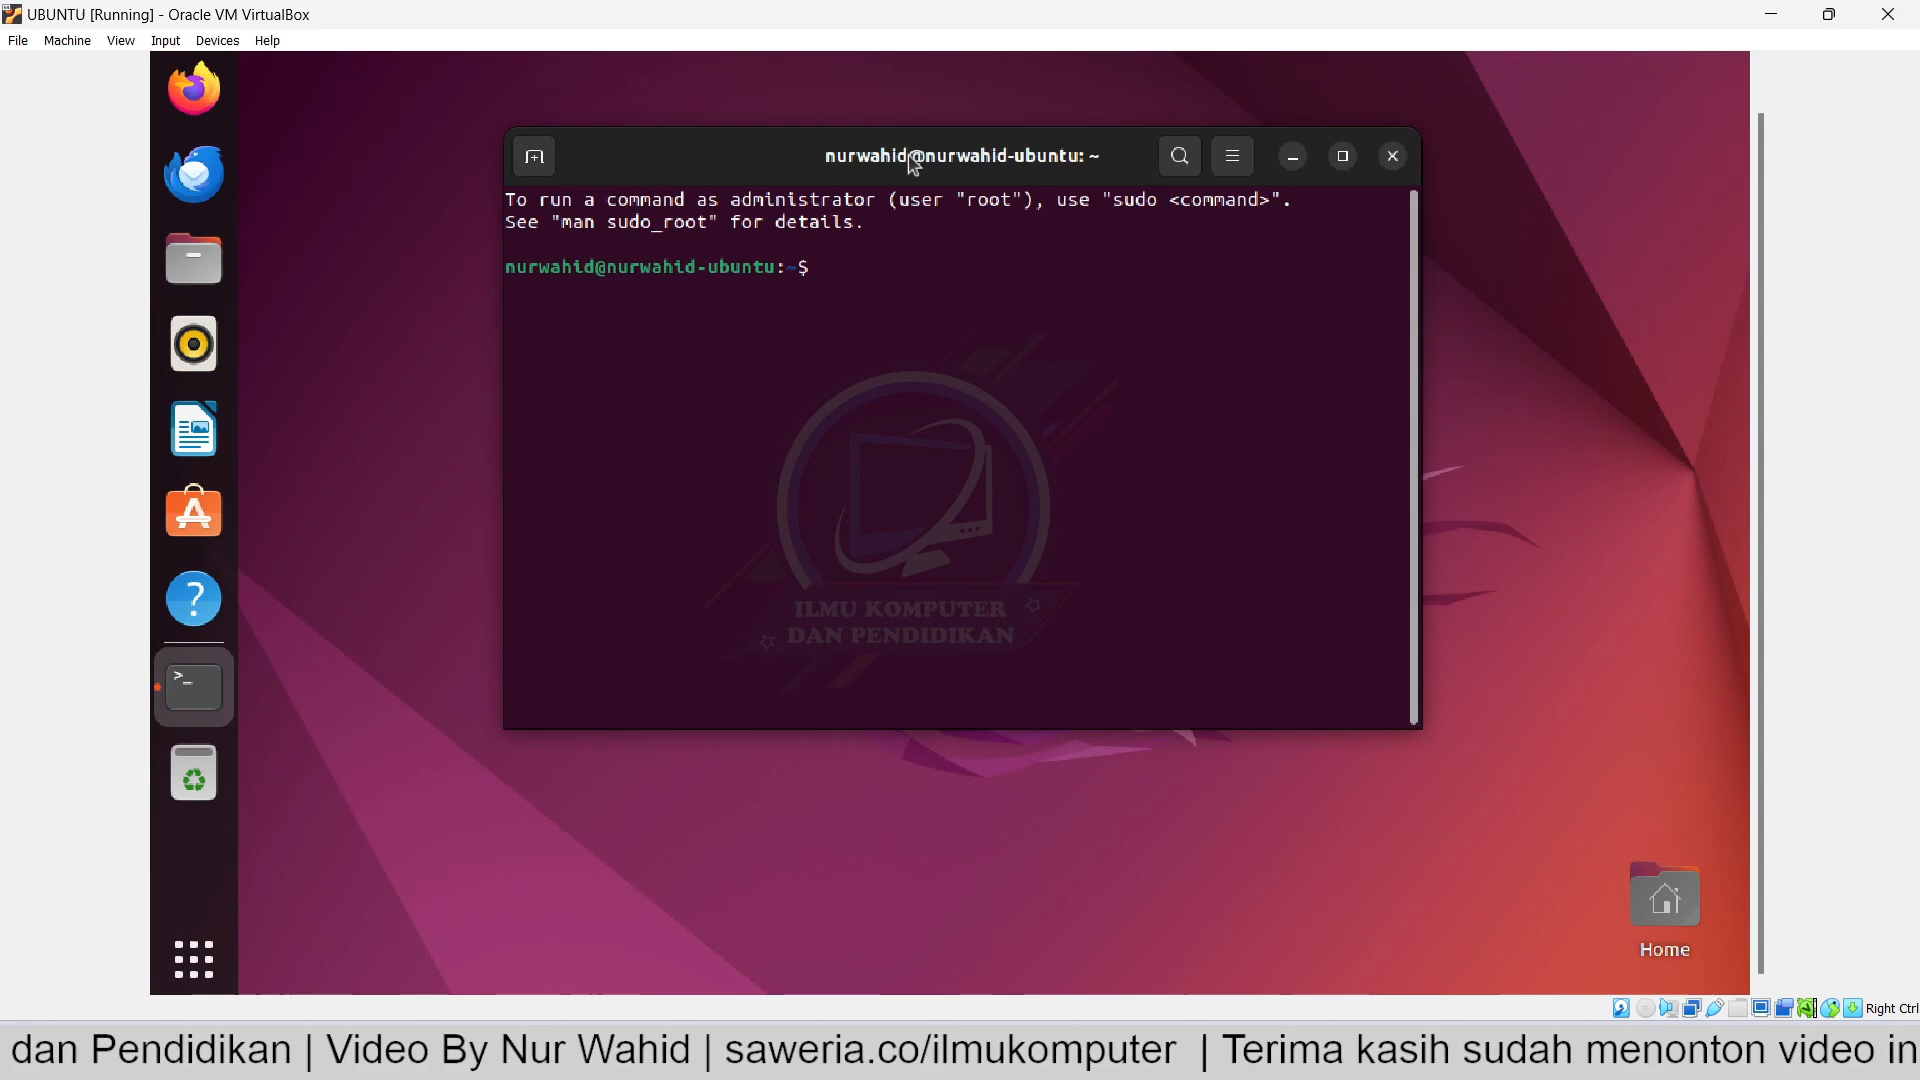 UBUNTU [Running] - Oracle VM VirtualBox
File Machine View Input Devices Help
nurwahid@nurwahid-ubuntu: ~
To run a command as administrator (user "root"), use "sudo <command>".
See "man sudo_root" for details.
nurwahid@nurwahid-ubuntu:~$
ILMU KOMPUTER
DAN PENDIDIKAN
Home
Right Ctrl
dan Pendidikan | Video By Nur Wahid | saweria.co/ilmukomputer | Terima kasih sudah menonton video in